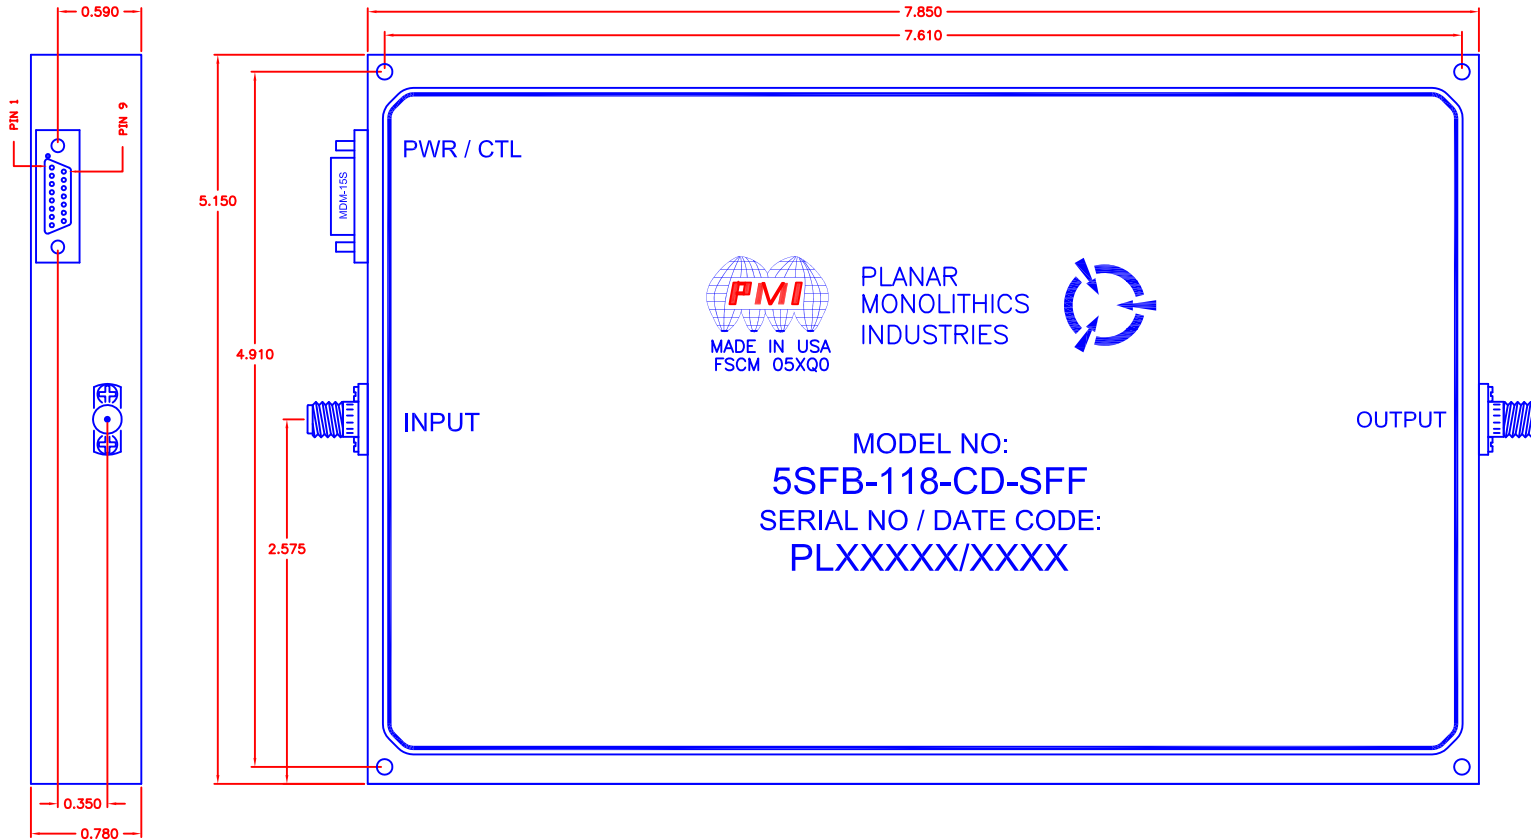 0.590
7.850
7.610
PIN 1
PIN 9
PWR / CTL
MDM-15S
5.150
4.910
PMI
MADE IN USA
FSCM 05XQ0
PLANAR
MONOLITHICS
INDUSTRIES
INPUT
OUTPUT
MODEL NO:
5SFB-118-CD-SFF
SERIAL NO / DATE CODE:
PLXXXXX/XXXX
2.575
0.350
0.780